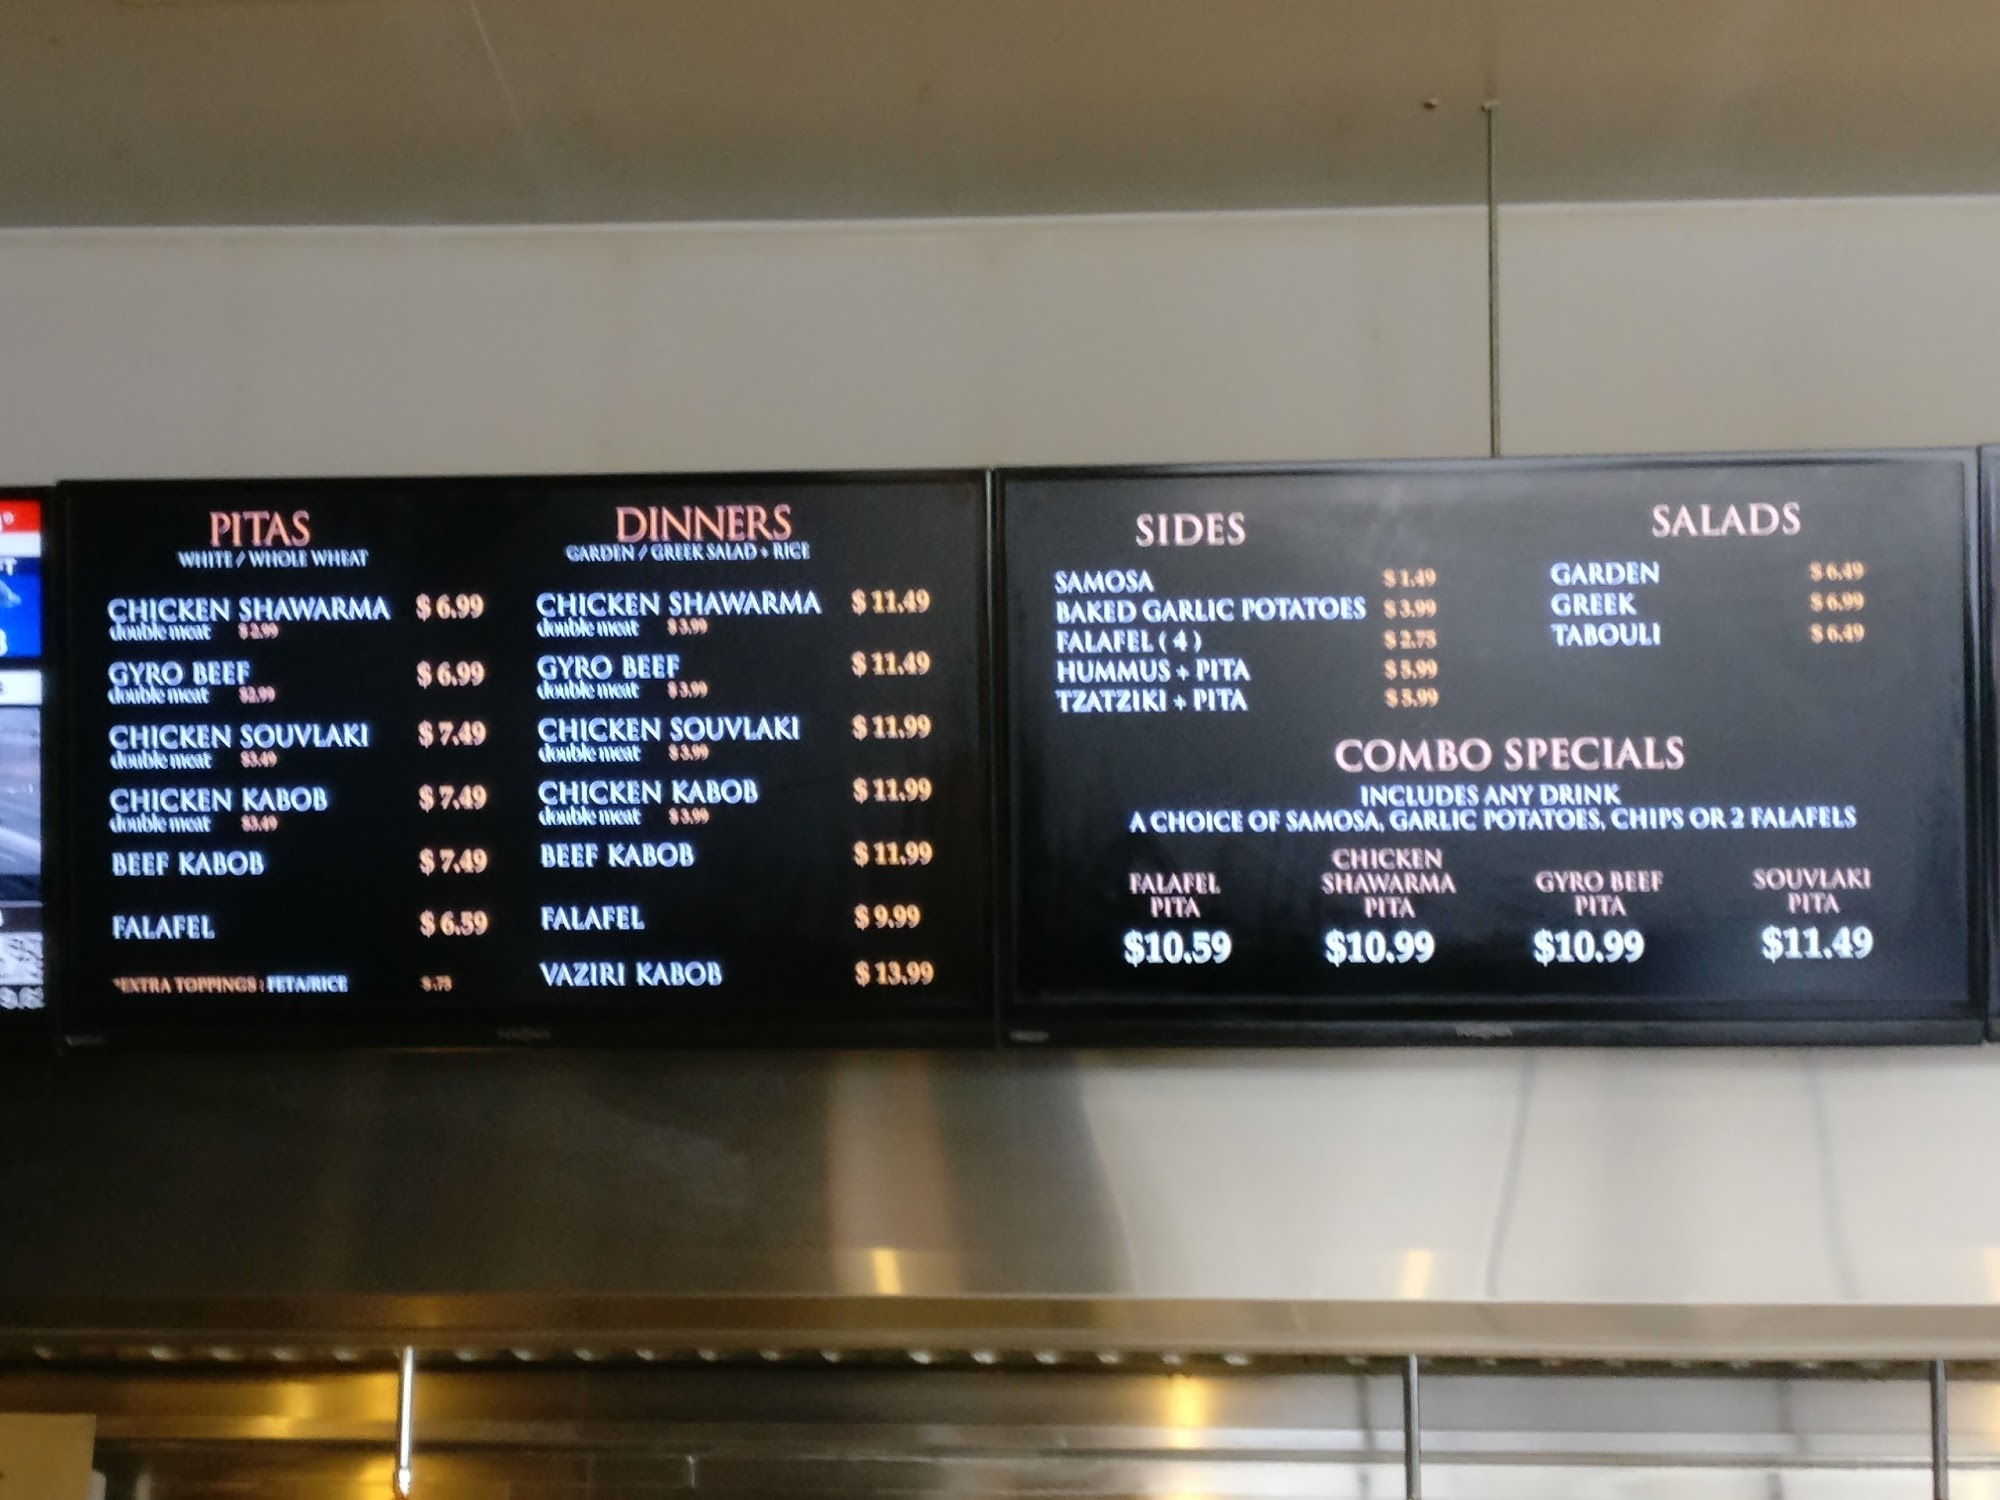 PITAS
WHITE / WHOLE WHEAT
CHICKEN SHAWARMA $ 6.99
double meat $ 2.99
GYRO BEEF $ 6.99
double meat $2.99
CHICKEN SOUVLAKI $ 7.49
double meat $3.49
CHICKEN KABOB $ 7.49
double meat $3.49
BEEF KABOB $ 7.49
FALAFEL $ 6.59
*EXTRA TOPPINGS : FETA/RICE $ .75
DINNERS
GARDEN / GREEK SALAD + RICE
CHICKEN SHAWARMA $ 11.49
double meat $ 3.99
GYRO BEEF $ 11.49
double meat $ 3.99
CHICKEN SOUVLAKI $ 11.99
double meat $ 3.99
CHICKEN KABOB $ 11.99
double meat $ 3.99
BEEF KABOB $ 11.99
FALAFEL $ 9.99
VAZIRI KABOB $ 13.99
SIDES
SAMOSA $ 1.49
BAKED GARLIC POTATOES $ 3.99
FALAFEL ( 4 ) $ 2.75
HUMMUS + PITA $ 5.99
TZATZIKI + PITA $ 5.99
SALADS
GARDEN $ 6.49
GREEK $ 6.99
TABOULI $ 6.49
COMBO SPECIALS
INCLUDES ANY DRINK
A CHOICE OF SAMOSA, GARLIC POTATOES, CHIPS OR 2 FALAFELS
FALAFEL
PITA
$10.59
CHICKEN
SHAWARMA
PITA
$10.99
GYRO BEEF
PITA
$10.99
SOUVLAKI
PITA
$11.49